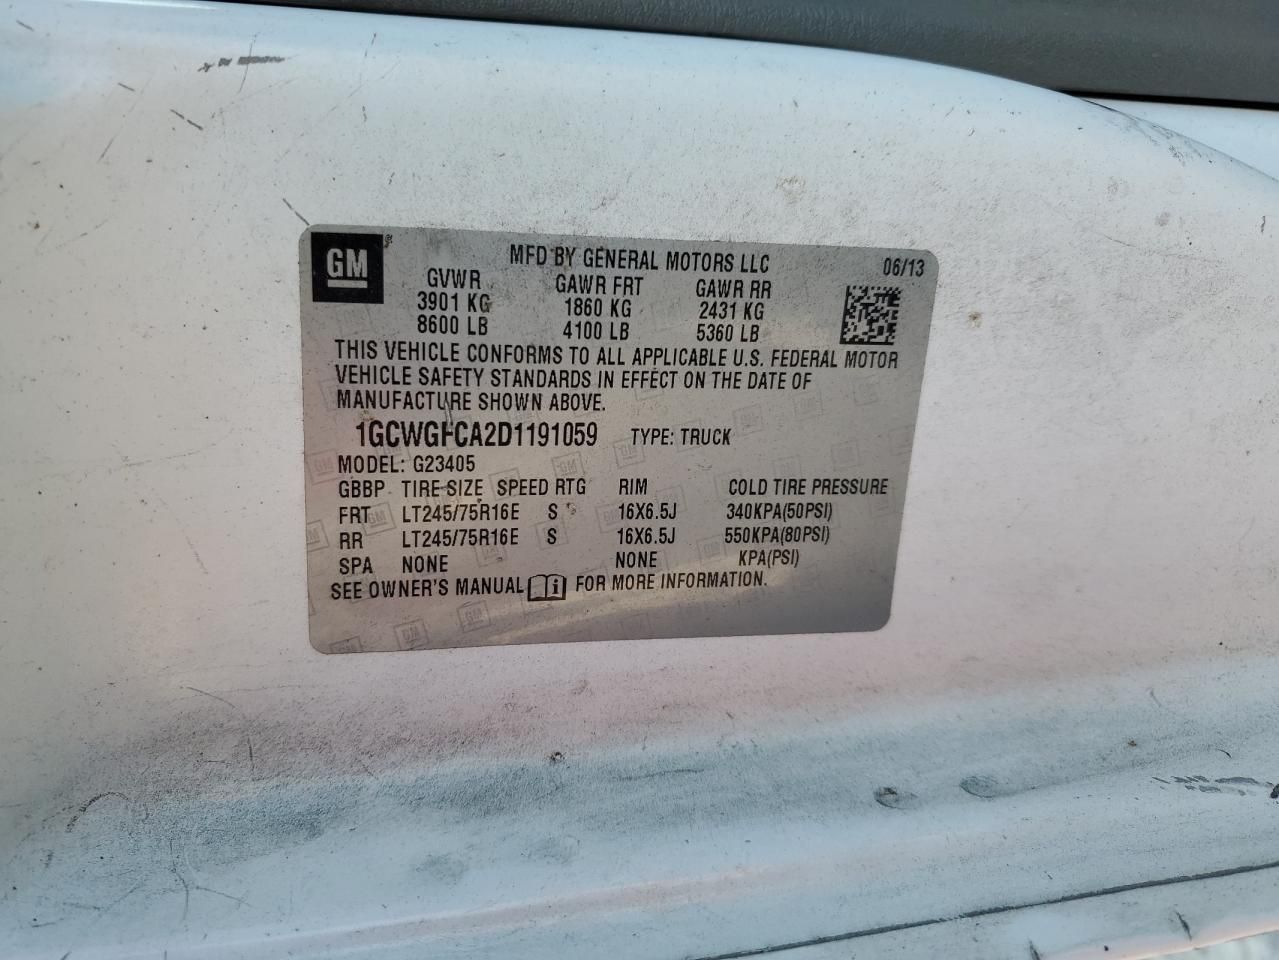 GM
MFD BY GENERAL MOTORS LLC 06/13
GVWR GAWR FRT GAWR RR
3901 KG 1860 KG 2431 KG
8600 LB 4100 LB 5360 LB
THIS VEHICLE CONFORMS TO ALL APPLICABLE U.S. FEDERAL MOTOR
VEHICLE SAFETY STANDARDS IN EFFECT ON THE DATE OF
MANUFACTURE SHOWN ABOVE.
1GCWGFCA2D1191059 TYPE: TRUCK
MODEL: G23405
GBBP TIRE SIZE SPEED RTG RIM COLD TIRE PRESSURE
FRT LT245/75R16E S 16X6.5J 340KPA(50PSI)
RR LT245/75R16E S 16X6.5J 550KPA(80PSI)
SPA NONE NONE KPA(PSI)
SEE OWNER'S MANUAL FOR MORE INFORMATION.